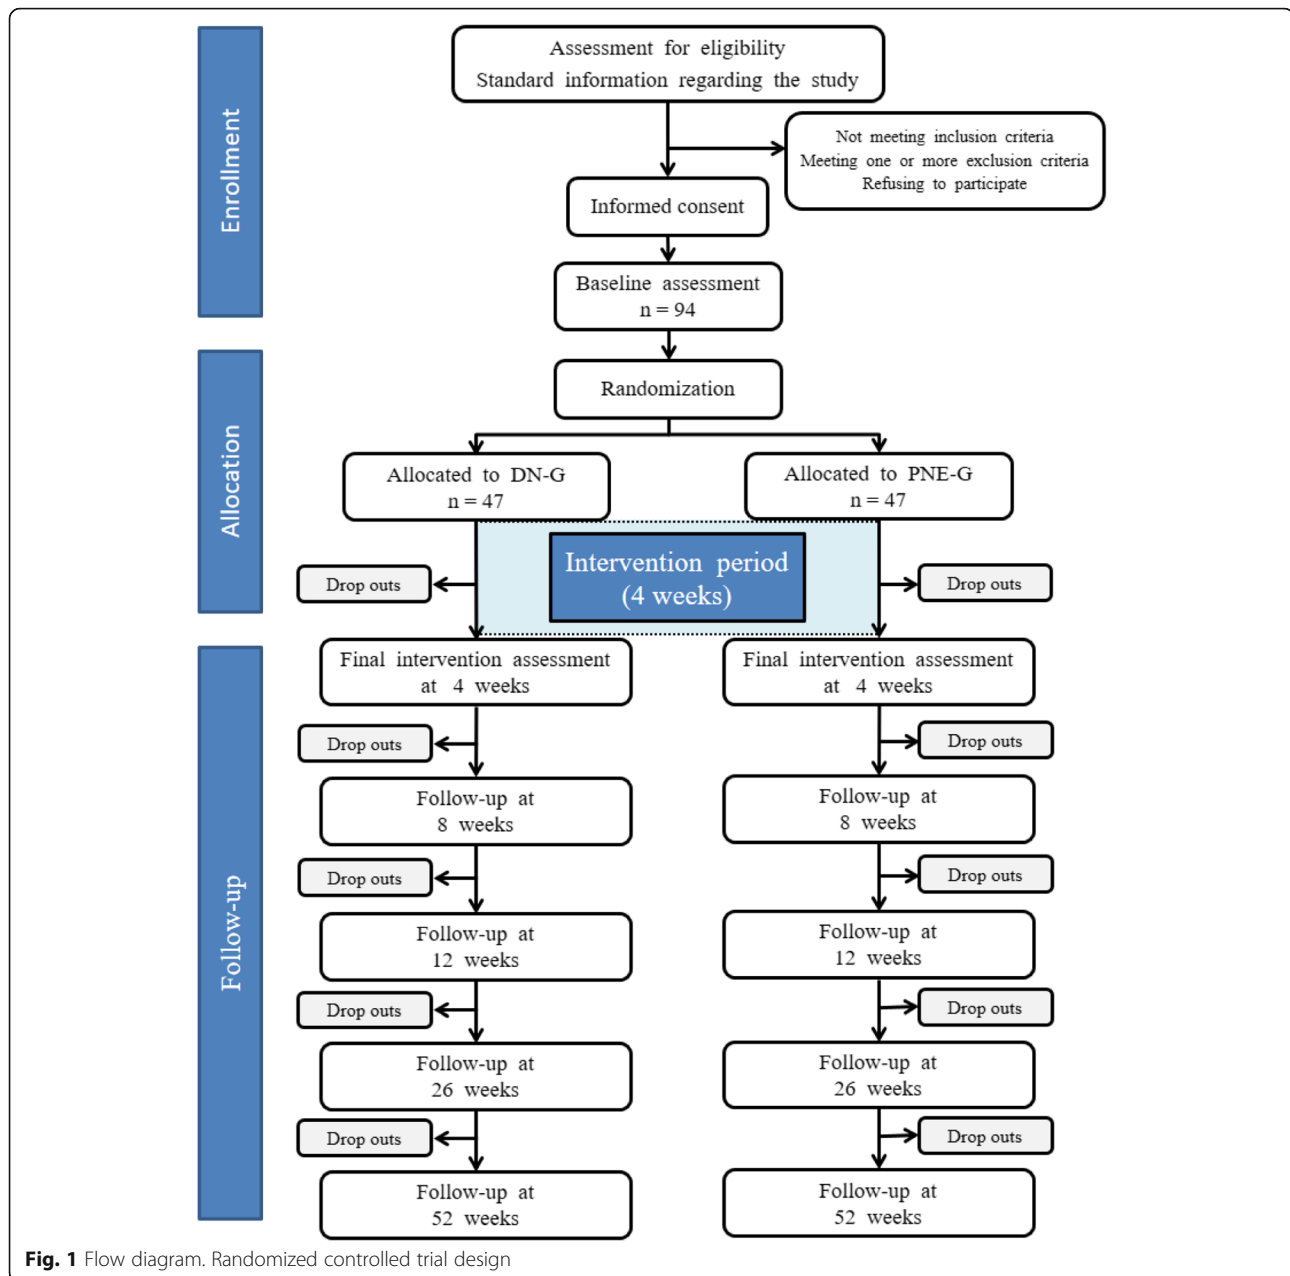 Enrollment
Assessment for eligibility
Standard information regarding the study
Not meeting inclusion criteria
Meeting one or more exclusion criteria
Refusing to participate
Informed consent
Baseline assessment
n = 94
Allocation
Randomization
Allocated to DN-G
n = 47
Allocated to PNE-G
n = 47
Intervention period
(4 weeks)
Drop outs
Drop outs
Follow-up
Final intervention assessment
at 4 weeks
Final intervention assessment
at 4 weeks
Drop outs
Drop outs
Follow-up at
8 weeks
Follow-up at
8 weeks
Drop outs
Drop outs
Follow-up at
12 weeks
Follow-up at
12 weeks
Drop outs
Drop outs
Follow-up at
26 weeks
Follow-up at
26 weeks
Drop outs
Drop outs
Follow-up at
52 weeks
Follow-up at
52 weeks
Fig. 1 Flow diagram. Randomized controlled trial design